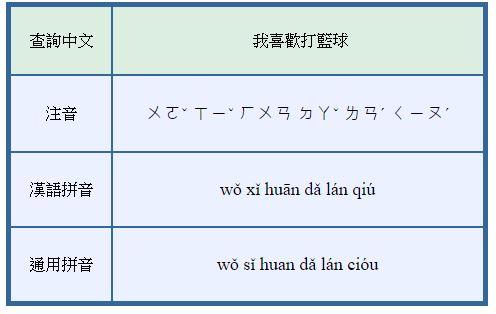 查詢中文 我喜歡打籃球
注音 ㄨㄛˇ ㄒㄧˇ ㄏㄨㄢ ㄉㄚˇ ㄌㄢˊ ㄑㄧㄡˊ
漢語拼音 wǒ xǐ huān dǎ lán qiú
通用拼音 wǒ sǐ huan dǎ lán cióu